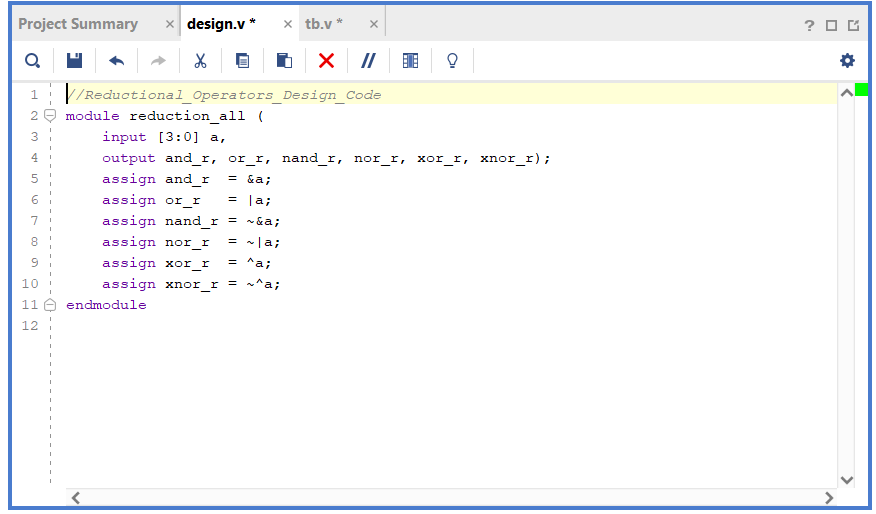 Project Summary × design.v * × tb.v * × ?
//
1 //Reductional_Operators_Design_Code
2 module reduction_all (
3 input [3:0] a,
4 output and_r, or_r, nand_r, nor_r, xor_r, xnor_r);
5 assign and_r  = &a;
6 assign or_r   = |a;
7 assign nand_r = ~&a;
8 assign nor_r  = ~|a;
9 assign xor_r  = ^a;
10 assign xnor_r = ~^a;
11 endmodule
12